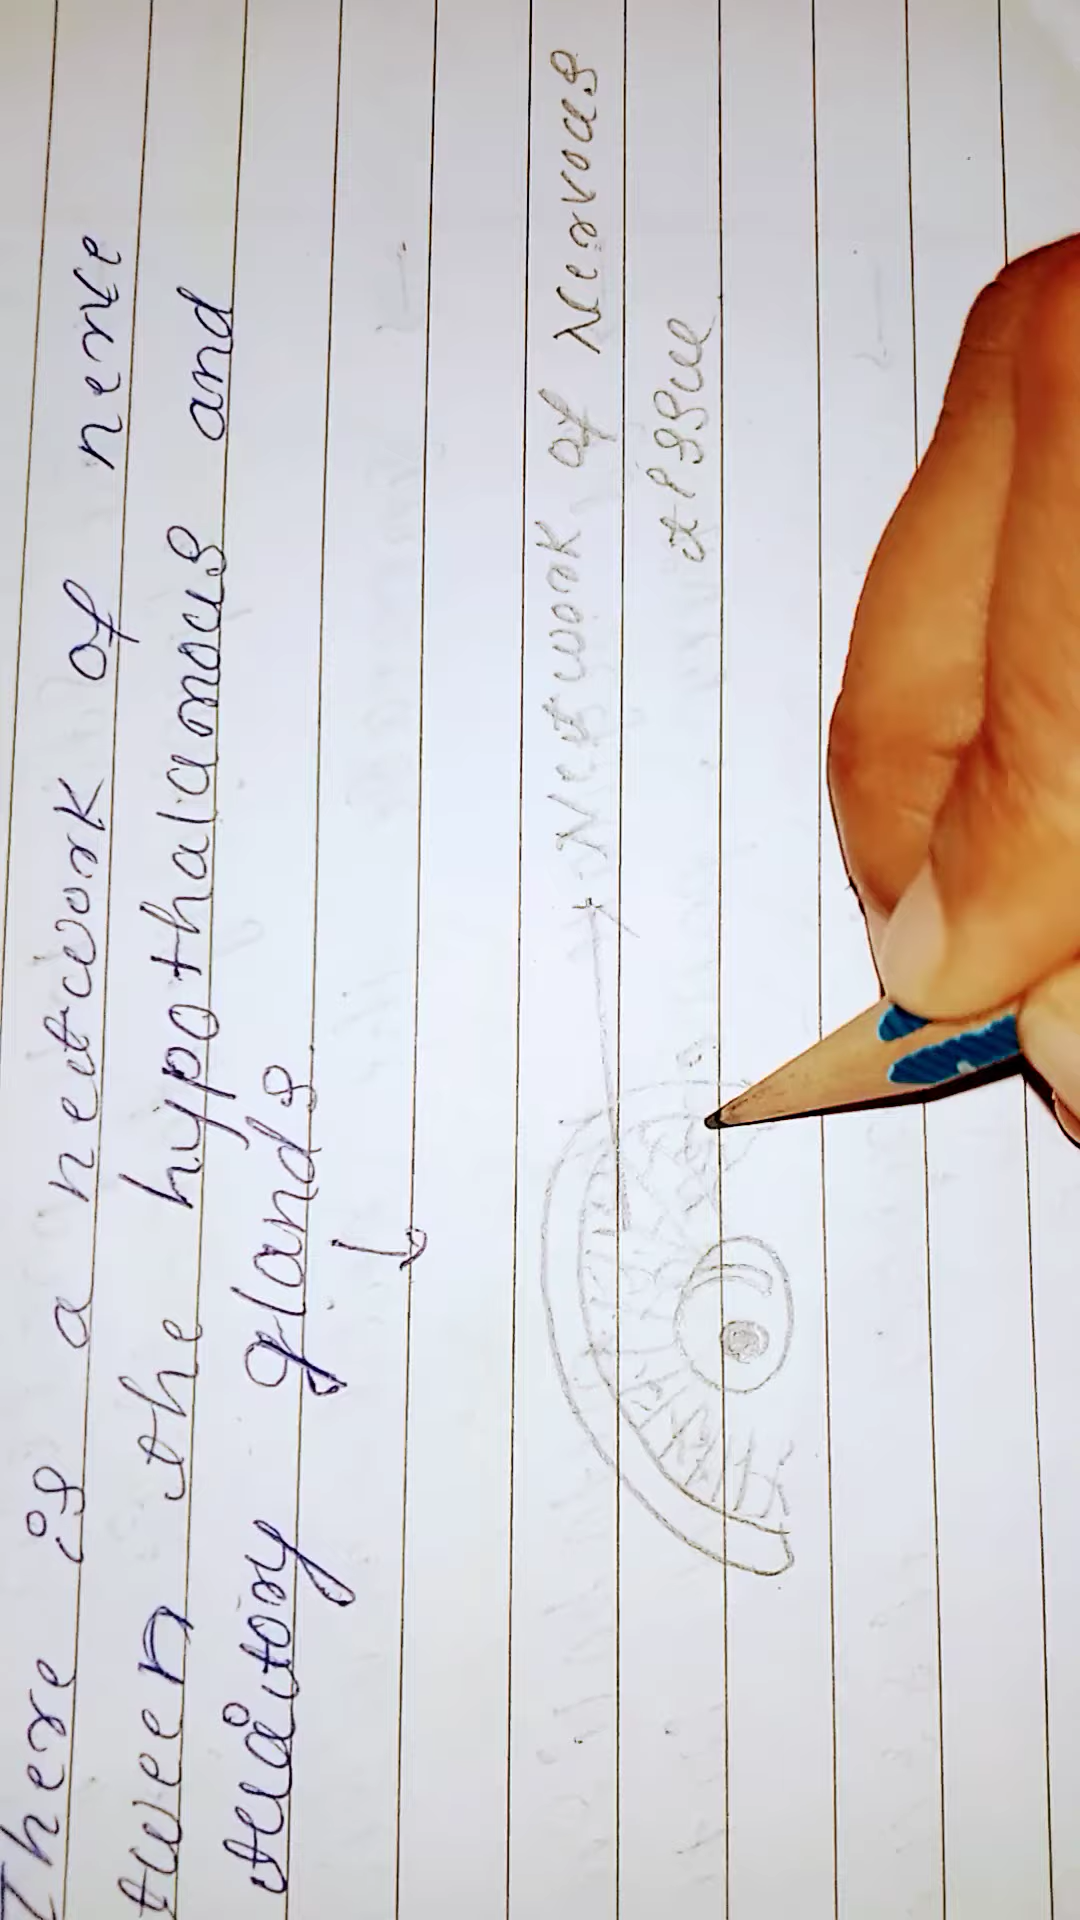 There is a network of nerve
tween the hypothalamous and
tuitory glands
Network of Nervous
tissue